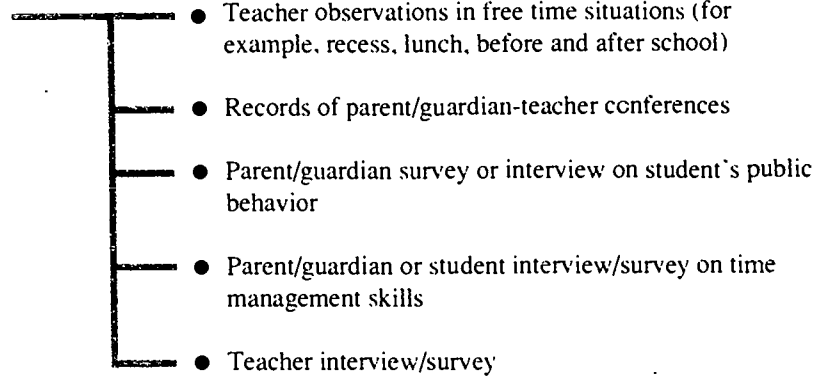 ● Teacher observations in free time situations (for
example, recess, lunch, before and after school)
● Records of parent/guardian-teacher conferences
● Parent/guardian survey or interview on student's public
behavior
● Parent/guardian or student interview/survey on time
management skills
● Teacher interview/survey